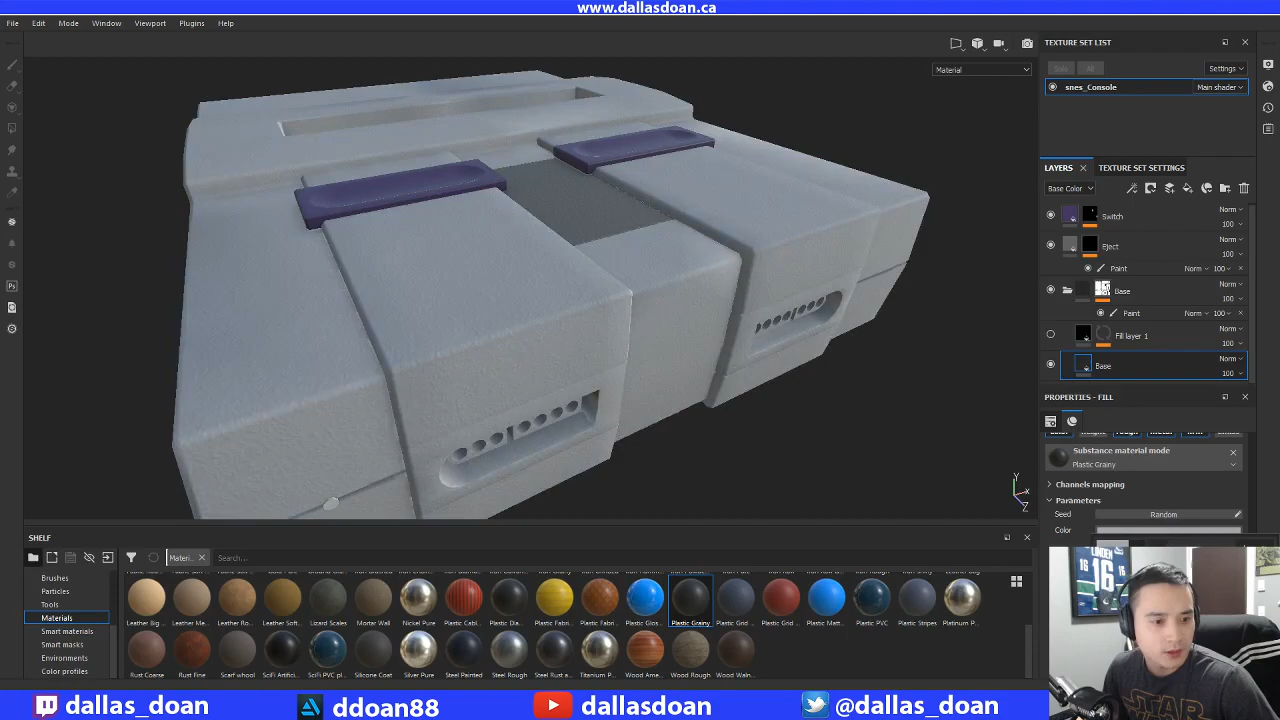 www.dallasdoan.ca
File Edit Mode Window Viewport Plugins Help
Material
TEXTURE SET LIST
Settings
snes_Console Main shader
LAYERS TEXTURE SET SETTINGS
Base Color
Switch Norm 100
Eject Norm 100
Paint Norm 100
Base Norm 100
Paint Norm 100
Fill layer 1 Norm 100
Base Norm 100
PROPERTIES - FILL
Substance material mode
Plastic Grainy
Channels mapping
Parameters
Seed Random
Color
Y
X
Z
SHELF
Materi... Search...
Brushes
Particles
Tools
Materials
Smart materials
Smart masks
Environments
Color profiles
Leather Big ... Leather Me... Leather Ro... Leather Soft... Lizard Scales Mortar Wall Nickel Pure Plastic Cabl... Plastic Dia... Plastic Fabri... Plastic Fabri... Plastic Glos... Plastic Grainy Plastic Grid ... Plastic Grid ... Plastic Matt... Plastic PVC Plastic Stripes Platinum P...
Rust Coarse Rust Fine Scarf wool SciFi Artifici... SciFi PVC pl... Silicone Coat Silver Pure Steel Painted Steel Rough Steel Rust a... Titanium P... Wood Ame... Wood Rough Wood Waln...
LINDEN
16 16
STAR
dallas_doan ddoan88 dallasdoan @dallas_doan